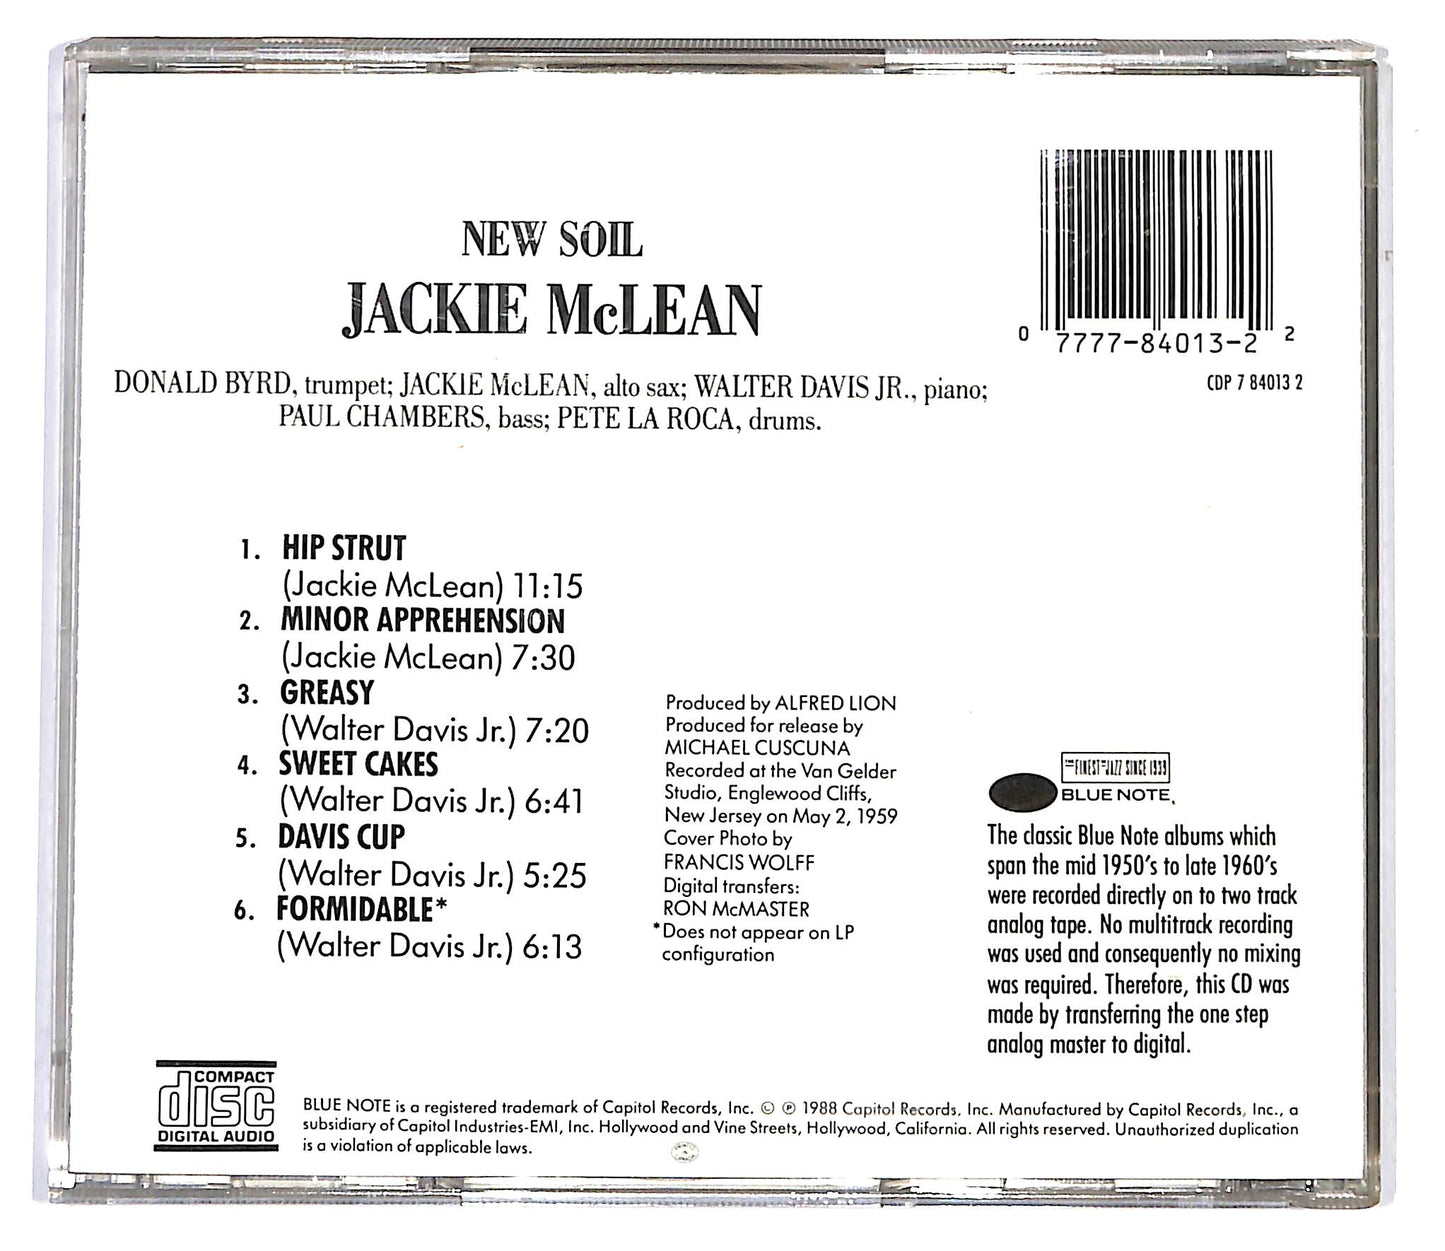 NEW SOIL
JACKIE McLEAN
DONALD BYRD, trumpet; JACKIE McLEAN, alto sax; WALTER DAVIS JR., piano;
PAUL CHAMBERS, bass; PETE LA ROCA, drums.
0 7777-84013-2 2
CDP 7 84013 2
1. HIP STRUT
(Jackie McLean) 11:15
2. MINOR APPREHENSION
(Jackie McLean) 7:30
3. GREASY
(Walter Davis Jr.) 7:20
4. SWEET CAKES
(Walter Davis Jr.) 6:41
5. DAVIS CUP
(Walter Davis Jr.) 5:25
6. FORMIDABLE*
(Walter Davis Jr.) 6:13
Produced by ALFRED LION
Produced for release by
MICHAEL CUSCUNA
Recorded at the Van Gelder
Studio, Englewood Cliffs,
New Jersey on May 2, 1959
Cover Photo by
FRANCIS WOLFF
Digital transfers:
RON McMASTER
*Does not appear on LP
configuration
FINEST JAZZ SINCE 1939
BLUE NOTE
The classic Blue Note albums which
span the mid 1950's to late 1960's
were recorded directly on to two track
analog tape. No multitrack recording
was used and consequently no mixing
was required. Therefore, this CD was
made by transferring the one step
analog master to digital.
COMPACT
disc
DIGITAL AUDIO
BLUE NOTE is a registered trademark of Capitol Records, Inc. © ℗ 1988 Capitol Records, Inc. Manufactured by Capitol Records, Inc., a
subsidiary of Capitol Industries-EMI, Inc. Hollywood and Vine Streets, Hollywood, California. All rights reserved. Unauthorized duplication
is a violation of applicable laws.